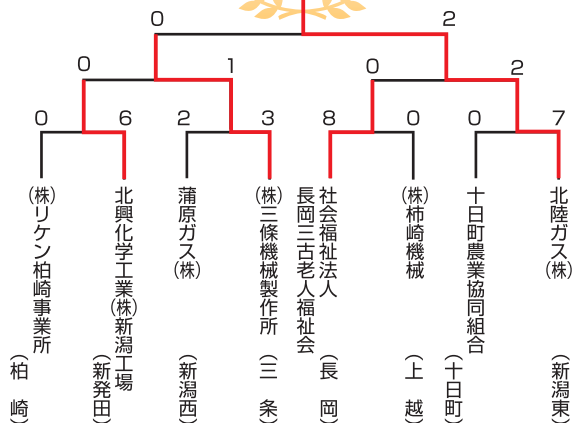 0
2
0
1
0
2
0
6
2
3
8
0
0
7
(株)リケン柏崎事業所
(柏 崎)
北興化学工業(株)新潟工場
(新発田)
蒲原ガス(株)
(新潟西)
(株)三條機械製作所
(三 条)
社会福祉法人
長岡三古老人福祉会
(長 岡)
(株)柿崎機械
(上 越)
十日町農業協同組合
(十日町)
北陸ガス(株)
(新潟東)